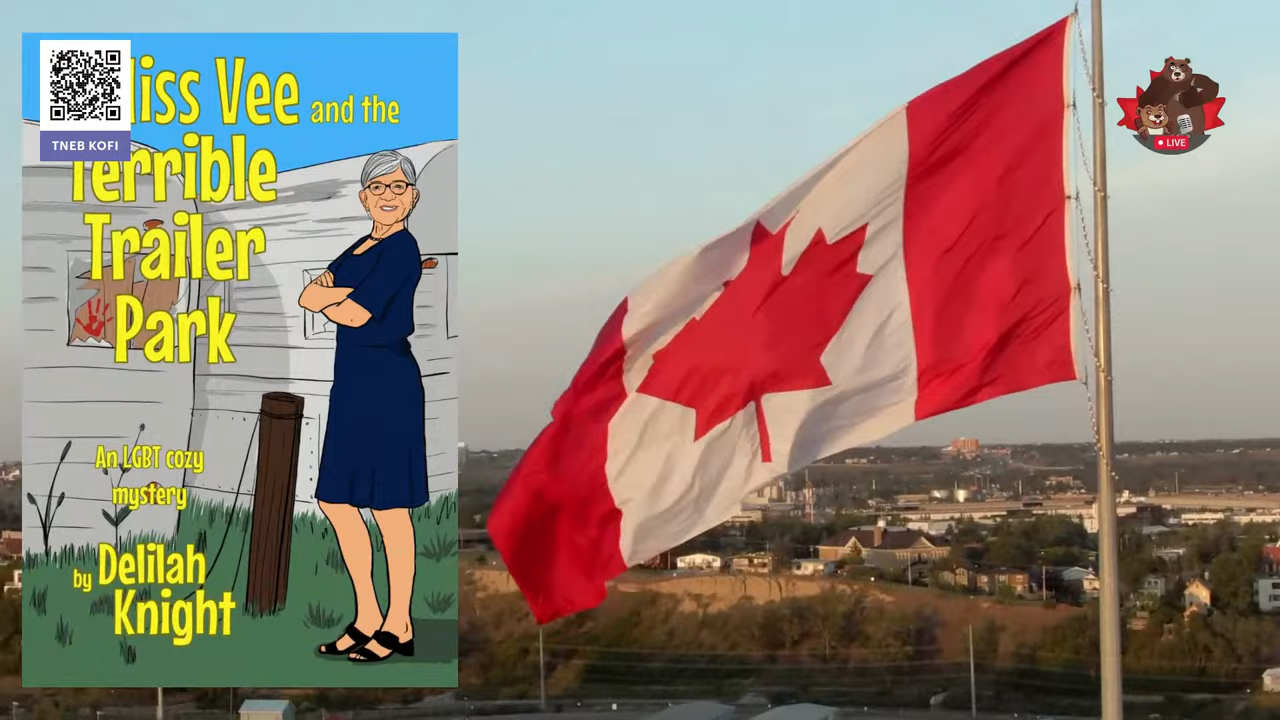 TNEB KOFI
iss Vee and the
Terrible
Trailer
Park
An LGBT cozy
mystery
by Delilah
Knight
LIVE